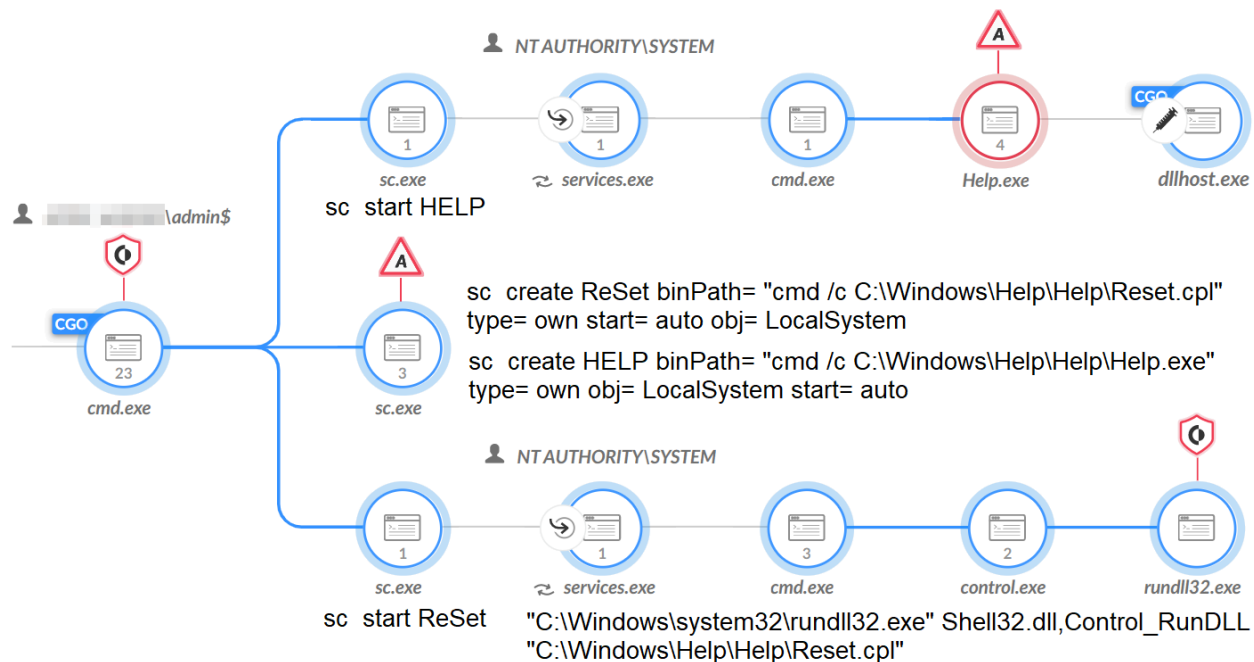 NT AUTHORITY\SYSTEM
A
CGO
1
1
1
4
sc.exe
services.exe
cmd.exe
Help.exe
dllhost.exe
sc start HELP
\admin$
A
CGO
23
3
cmd.exe
sc.exe
sc create ReSet binPath= "cmd /c C:\Windows\Help\Help\Reset.cpl"
type= own start= auto obj= LocalSystem
sc create HELP binPath= "cmd /c C:\Windows\Help\Help\Help.exe"
type= own obj= LocalSystem start= auto
NT AUTHORITY\SYSTEM
1
1
3
2
sc.exe
services.exe
cmd.exe
control.exe
rundll32.exe
sc start ReSet
"C:\Windows\system32\rundll32.exe" Shell32.dll,Control_RunDLL
"C:\Windows\Help\Help\Reset.cpl"